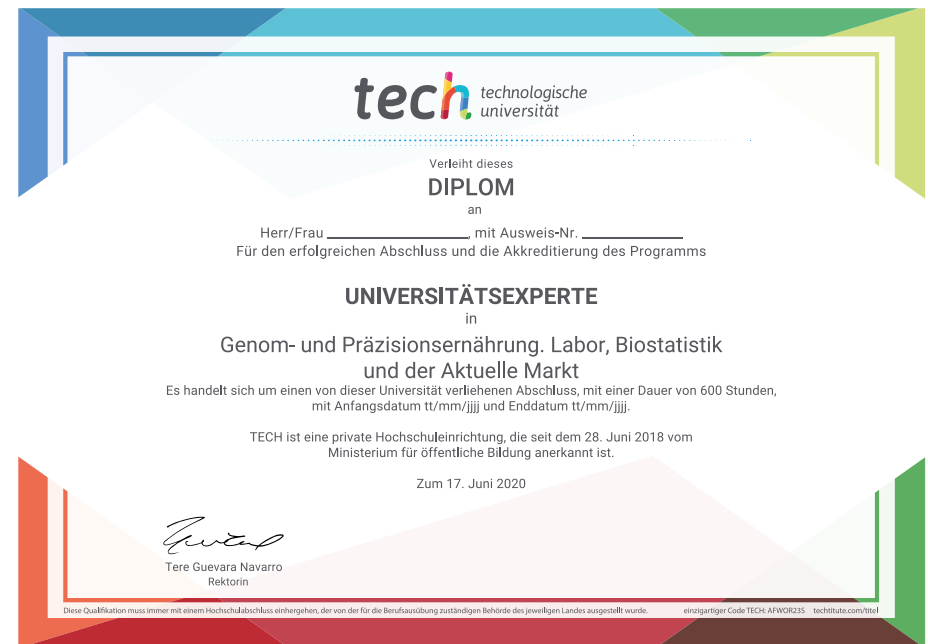 tech technologische
universität
Verleiht dieses
DIPLOM
an
Herr/Frau ____________, mit Ausweis-Nr. ____________
Für den erfolgreichen Abschluss und die Akkreditierung des Programms
UNIVERSITÄTSEXPERTE
in
Genom- und Präzisionsernährung. Labor, Biostatistik
und der Aktuelle Markt
Es handelt sich um einen von dieser Universität verliehenen Abschluss, mit einer Dauer von 600 Stunden,
mit Anfangsdatum tt/mm/jjjj und Enddatum tt/mm/jjjj.
TECH ist eine private Hochschuleinrichtung, die seit dem 28. Juni 2018 vom
Ministerium für öffentliche Bildung anerkannt ist.
Zum 17. Juni 2020
Tere Guevara Navarro
Rektorin
Diese Qualifikation muss immer mit einem Hochschulabschluss einhergehen, der von der für die Berufsausübung zuständigen Behörde des jeweiligen Landes ausgestellt wurde. einzigartiger Code TECH: AFWOR23S techtitute.com/titel